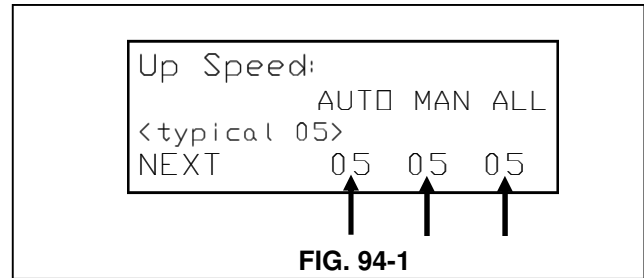 Up Speed:
AUTO MAN ALL
<typical 05>
NEXT 05 05 05
FIG. 94-1